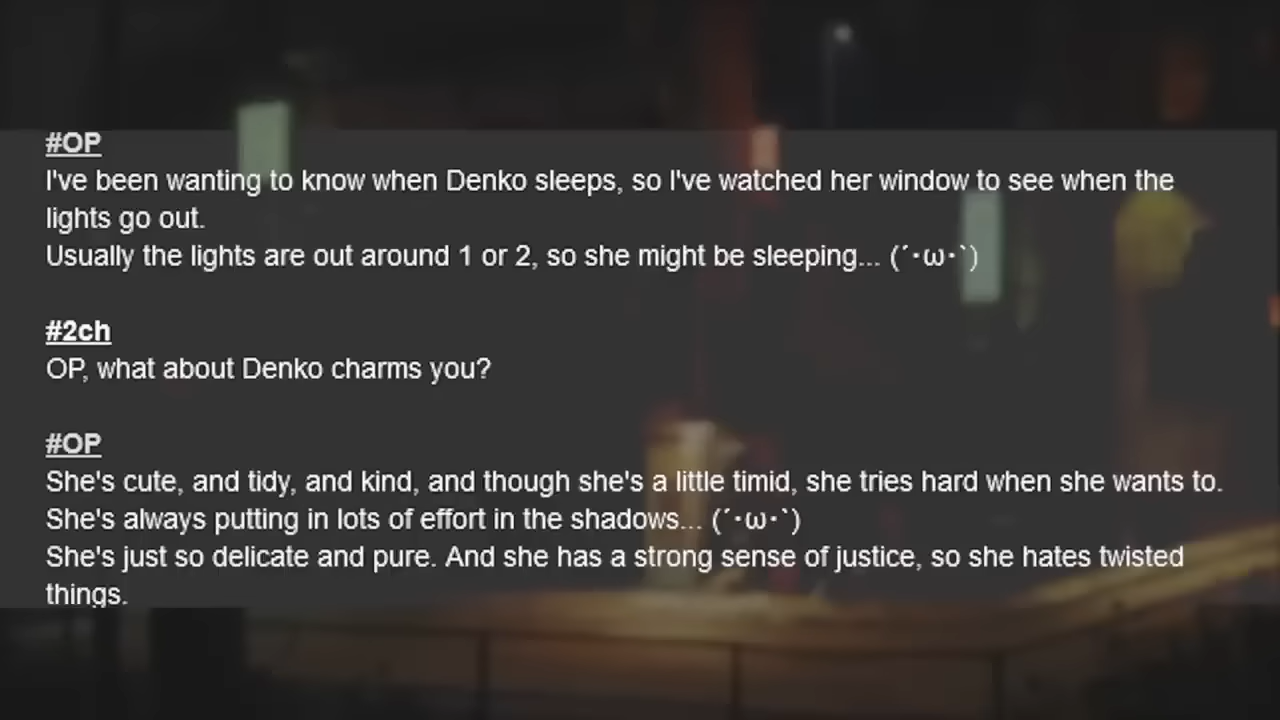 #OP
I've been wanting to know when Denko sleeps, so I've watched her window to see when the
lights go out.
Usually the lights are out around 1 or 2, so she might be sleeping... (´･ω･`)
#2ch
OP, what about Denko charms you?
#OP
She's cute, and tidy, and kind, and though she's a little timid, she tries hard when she wants to.
She's always putting in lots of effort in the shadows... (´･ω･`)
She's just so delicate and pure. And she has a strong sense of justice, so she hates twisted
things.